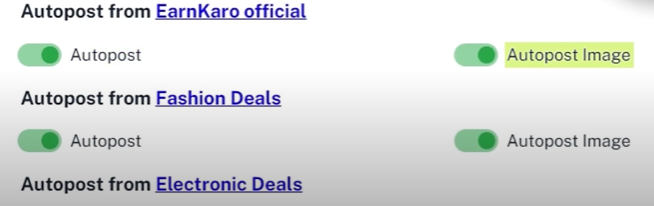 Autopost from EarnKaro official
Autopost Autopost Image
Autopost from Fashion Deals
Autopost Autopost Image
Autopost from Electronic Deals